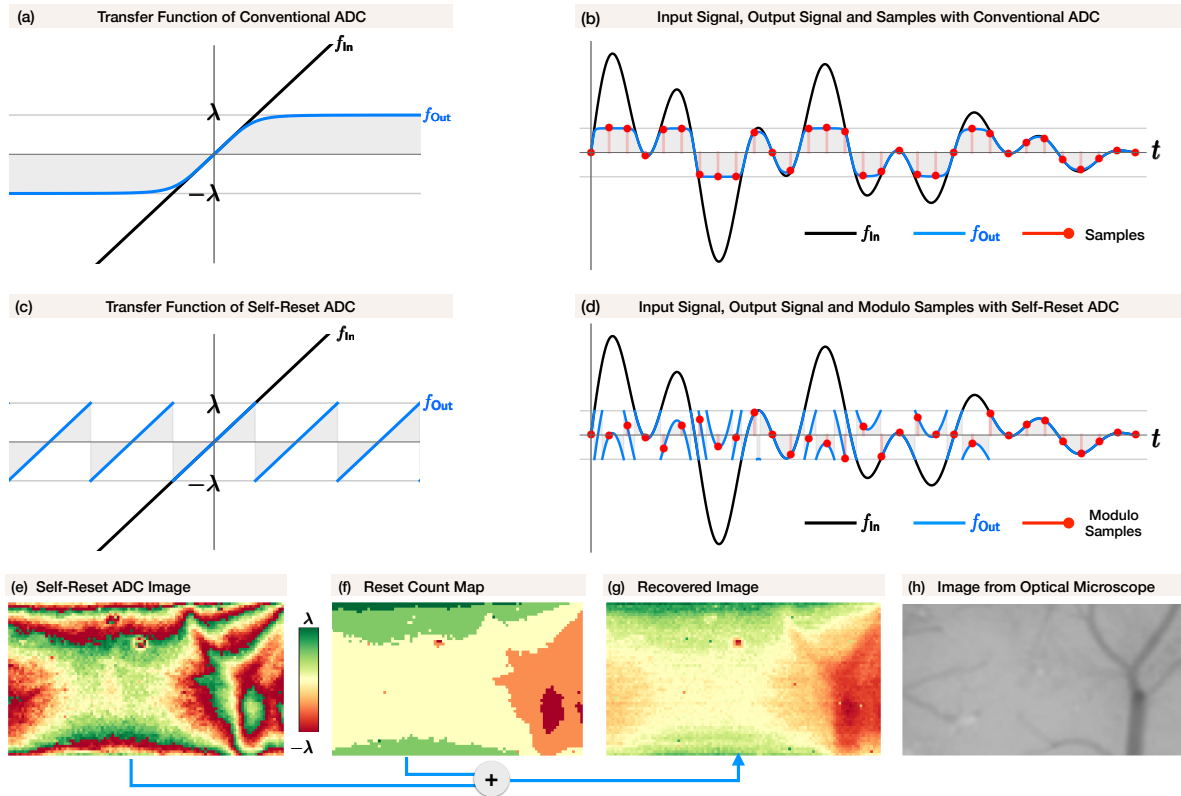 (a) Transfer Function of Conventional ADC
f_In
λ
f_Out
−λ
(b) Input Signal, Output Signal and Samples with Conventional ADC
t
f_In f_Out Samples
(c) Transfer Function of Self-Reset ADC
f_In
λ
f_Out
−λ
(d) Input Signal, Output Signal and Modulo Samples with Self-Reset ADC
t
f_In f_Out Modulo
Samples
(e) Self-Reset ADC Image
λ
−λ
(f) Reset Count Map
(g) Recovered Image
(h) Image from Optical Microscope
+